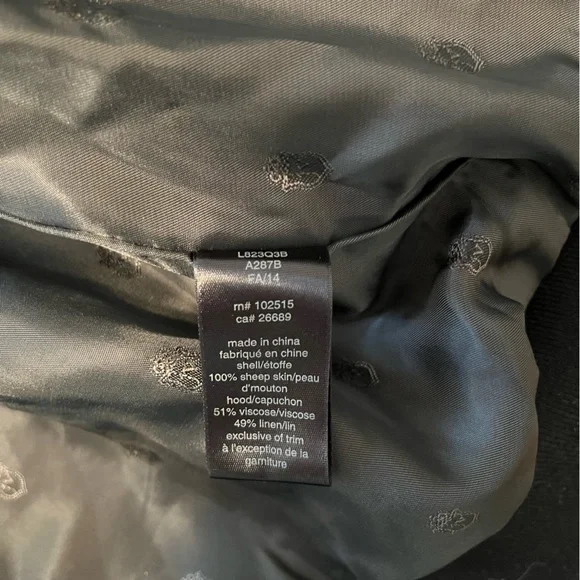 L823Q3B
A287B
FA/14
rn# 102515
ca# 26689
made in china
fabriqué en chine
shell/étoffe
100% sheep skin/peau
d'mouton
hood/capuchon
51% viscose/viscose
49% linen/lin
exclusive of trim
à l'exception de la
garniture